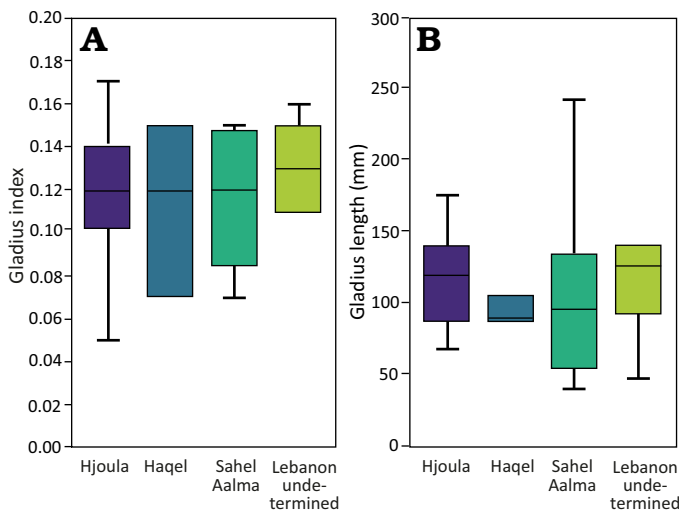 A
Gladius index
0.20
0.18
0.16
0.14
0.12
0.10
0.08
0.06
0.04
0.02
0.00
Hjoula
Haqel
Sahel
Aalma
Lebanon
unde-
termined
B
Gladius length (mm)
300
250
200
150
100
50
0
Hjoula
Haqel
Sahel
Aalma
Lebanon
unde-
termined